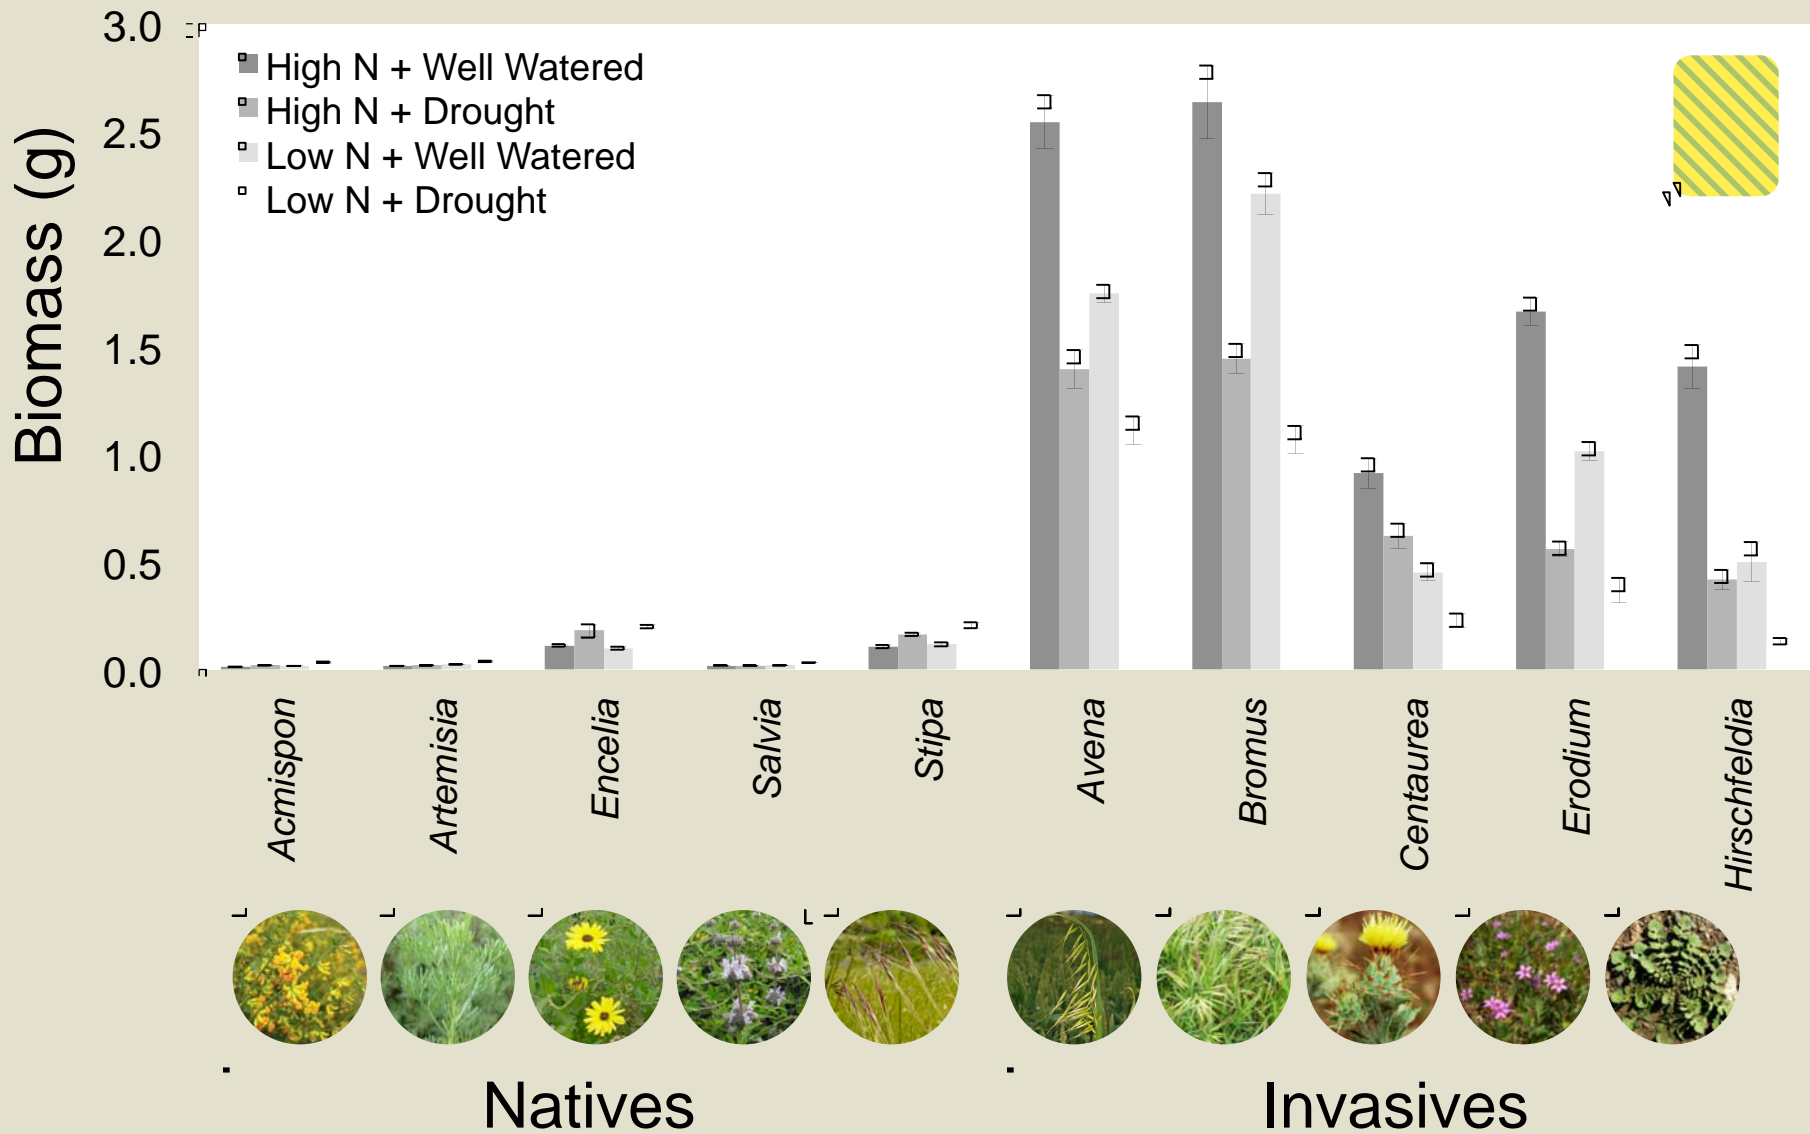 3.0
High N + Well Watered
High N + Drought
Low N + Well Watered
Low N + Drought
2.5
2.0
1.5
1.0
0.5
0.0
Biomass (g)
Acmispon
Artemisia
Encelia
Salvia
Stipa
Avena
Bromus
Centaurea
Erodium
Hirschfeldia
Natives
Invasives